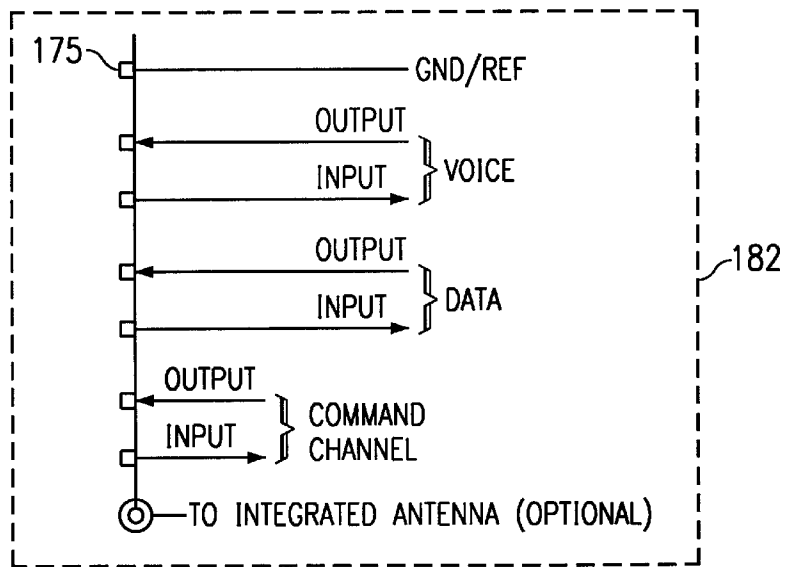 175
GND/REF
OUTPUT
VOICE
INPUT
182
OUTPUT
DATA
INPUT
OUTPUT
COMMAND
CHANNEL
INPUT
TO INTEGRATED ANTENNA (OPTIONAL)